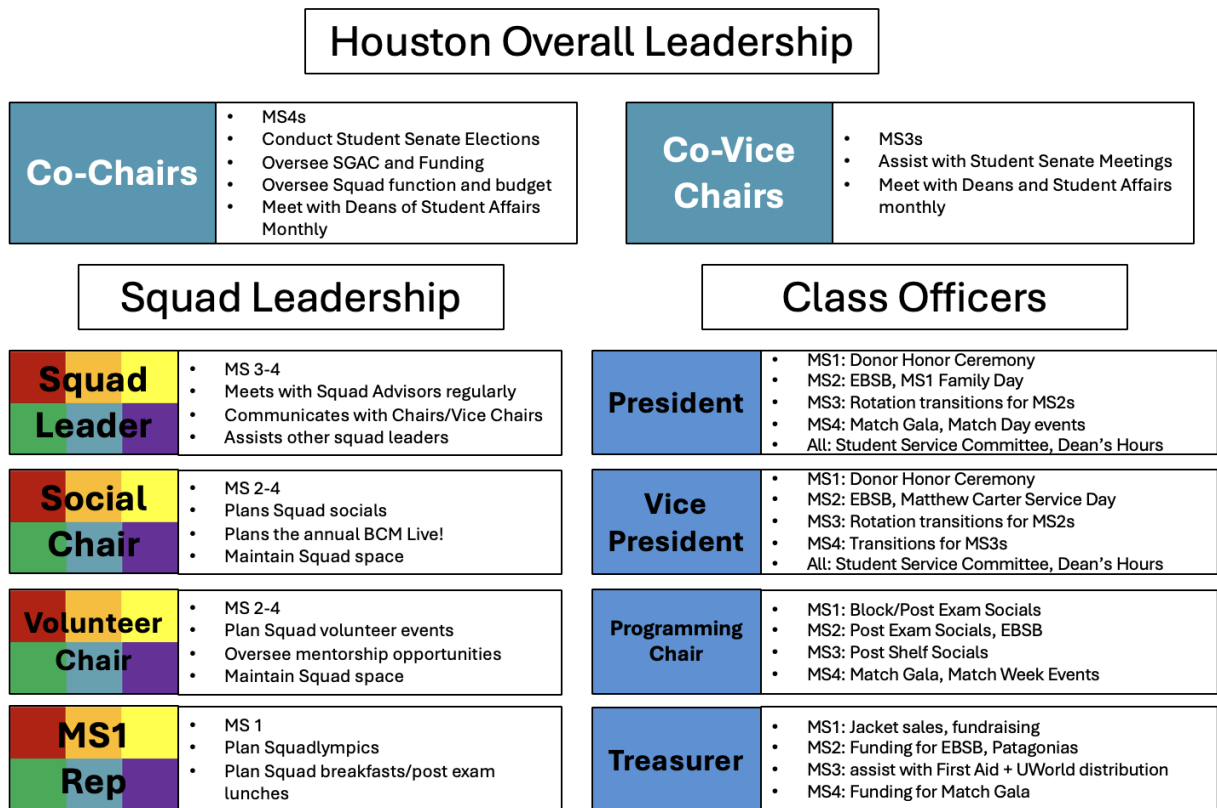 Houston Overall Leadership
Co-Chairs
• MS4s
• Conduct Student Senate Elections
• Oversee SGAC and Funding
• Oversee Squad function and budget
• Meet with Deans of Student Affairs
Monthly
Co-Vice
Chairs
• MS3s
• Assist with Student Senate Meetings
• Meet with Deans and Student Affairs
monthly
Squad Leadership
Squad
Leader
• MS 3-4
• Meets with Squad Advisors regularly
• Communicates with Chairs/Vice Chairs
• Assists other squad leaders
Social
Chair
• MS 2-4
• Plans Squad socials
• Plans the annual BCM Live!
• Maintain Squad space
Volunteer
Chair
• MS 2-4
• Plan Squad volunteer events
• Oversee mentorship opportunities
• Maintain Squad space
MS1
Rep
• MS 1
• Plan Squadlympics
• Plan Squad breakfasts/post exam
lunches
Class Officers
President
• MS1: Donor Honor Ceremony
• MS2: EBSB, MS1 Family Day
• MS3: Rotation transitions for MS2s
• MS4: Match Gala, Match Day events
• All: Student Service Committee, Dean's Hours
Vice
President
• MS1: Donor Honor Ceremony
• MS2: EBSB, Matthew Carter Service Day
• MS3: Rotation transitions for MS2s
• MS4: Transitions for MS3s
• All: Student Service Committee, Dean's Hours
Programming
Chair
• MS1: Block/Post Exam Socials
• MS2: Post Exam Socials, EBSB
• MS3: Post Shelf Socials
• MS4: Match Gala, Match Week Events
Treasurer
• MS1: Jacket sales, fundraising
• MS2: Funding for EBSB, Patagonias
• MS3: assist with First Aid + UWorld distribution
• MS4: Funding for Match Gala